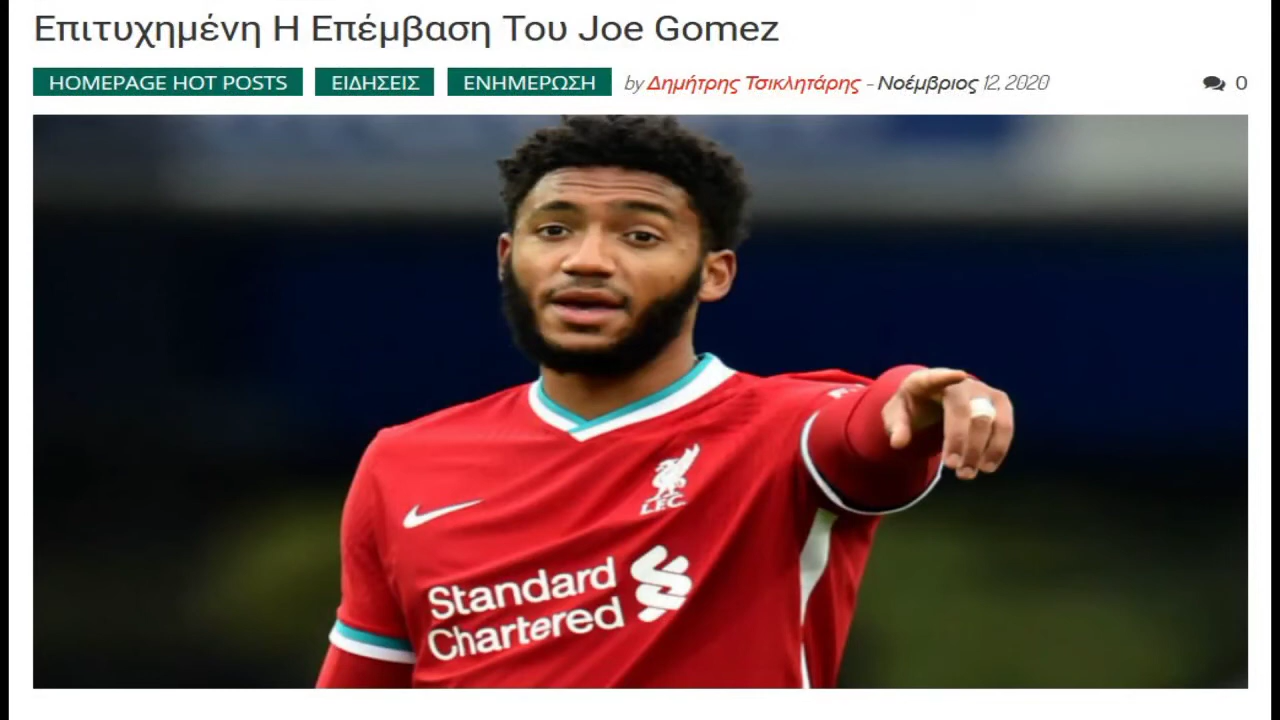 Επιτυχημένη Η Επέμβαση Του Joe Gomez
HOMEPAGE HOT POSTS ΕΙΔΗΣΕΙΣ ΕΝΗΜΕΡΩΣΗ by Δημήτρης Τσικλητάρης - Νοέμβριος 12, 2020 0
L.F.C.
Standard
Chartered